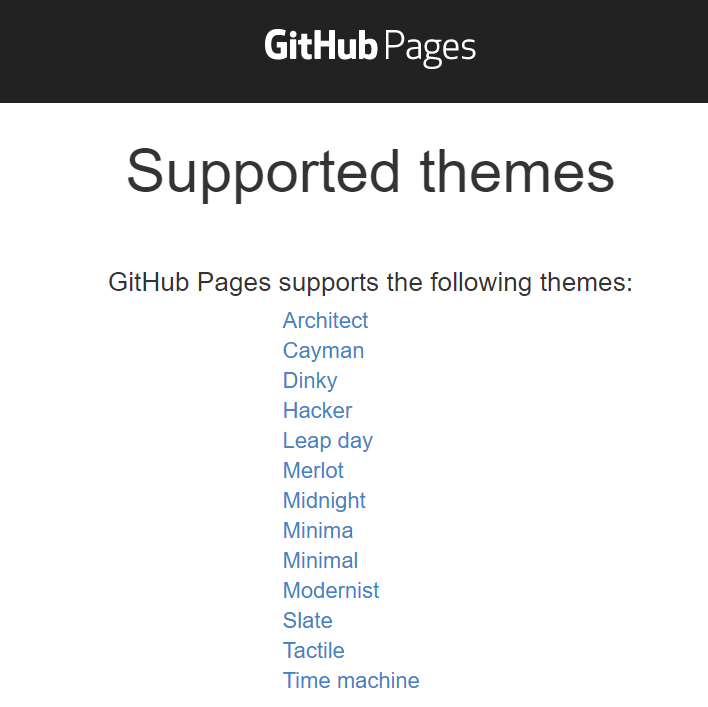 GitHub Pages
Supported themes
GitHub Pages supports the following themes:
Architect
Cayman
Dinky
Hacker
Leap day
Merlot
Midnight
Minima
Minimal
Modernist
Slate
Tactile
Time machine